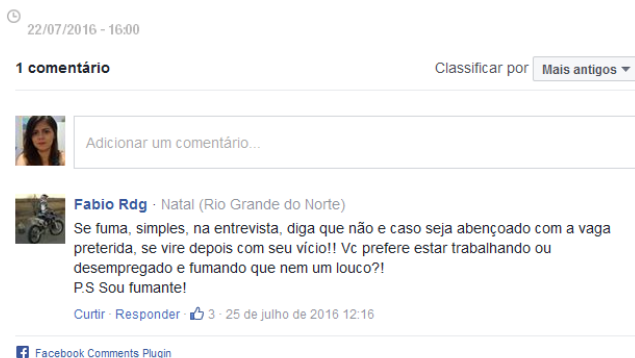 22/07/2016 - 16:00
1 comentário
Classificar por Mais antigos
Adicionar um comentário...
Fabio Rdg · Natal (Rio Grande do Norte)
Se fuma, simples, na entrevista, diga que não e caso seja abençoado com a vaga
preterida, se vire depois com seu vício!! Vc prefere estar trabalhando ou
desempregado e fumando que nem um louco?!
P.S Sou fumante!
Curtir · Responder · 3 · 25 de julho de 2016 12:16
Facebook Comments Plugin